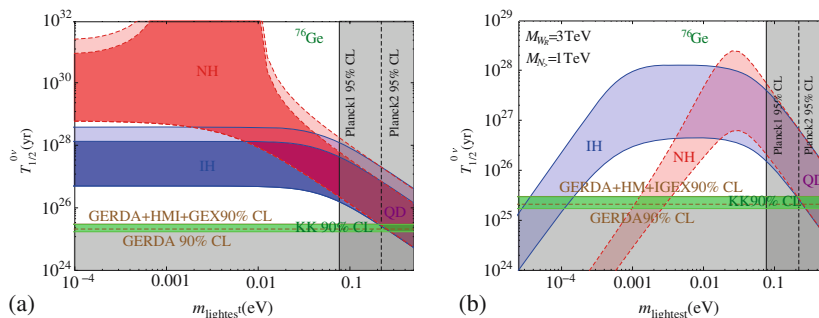 10^32
10^30
10^28
10^26
10^24
T_{1/2}^{0ν} (yr)
76Ge
NH
IH
QD
Planck1 95% CL
Planck2 95% CL
GERDA+HMI+GEX90% CL
KK 90% CL
GERDA 90% CL
10^−4
0.001
0.01
0.1
m_lightest^t(eV)
(a)
10^29
10^28
10^27
10^26
10^25
10^24
T_{1/2}^{0ν} (yr)
M_{W_R}=3TeV
M_{N_>}=1TeV
76Ge
IH
NH
QD
Planck1 95% CL
Planck2 95% CL
GERDA+HM+IGEX90% CL
KK90% CL
GERDA90% CL
10^−4
0.001
0.01
0.1
m_lightest(eV)
(b)